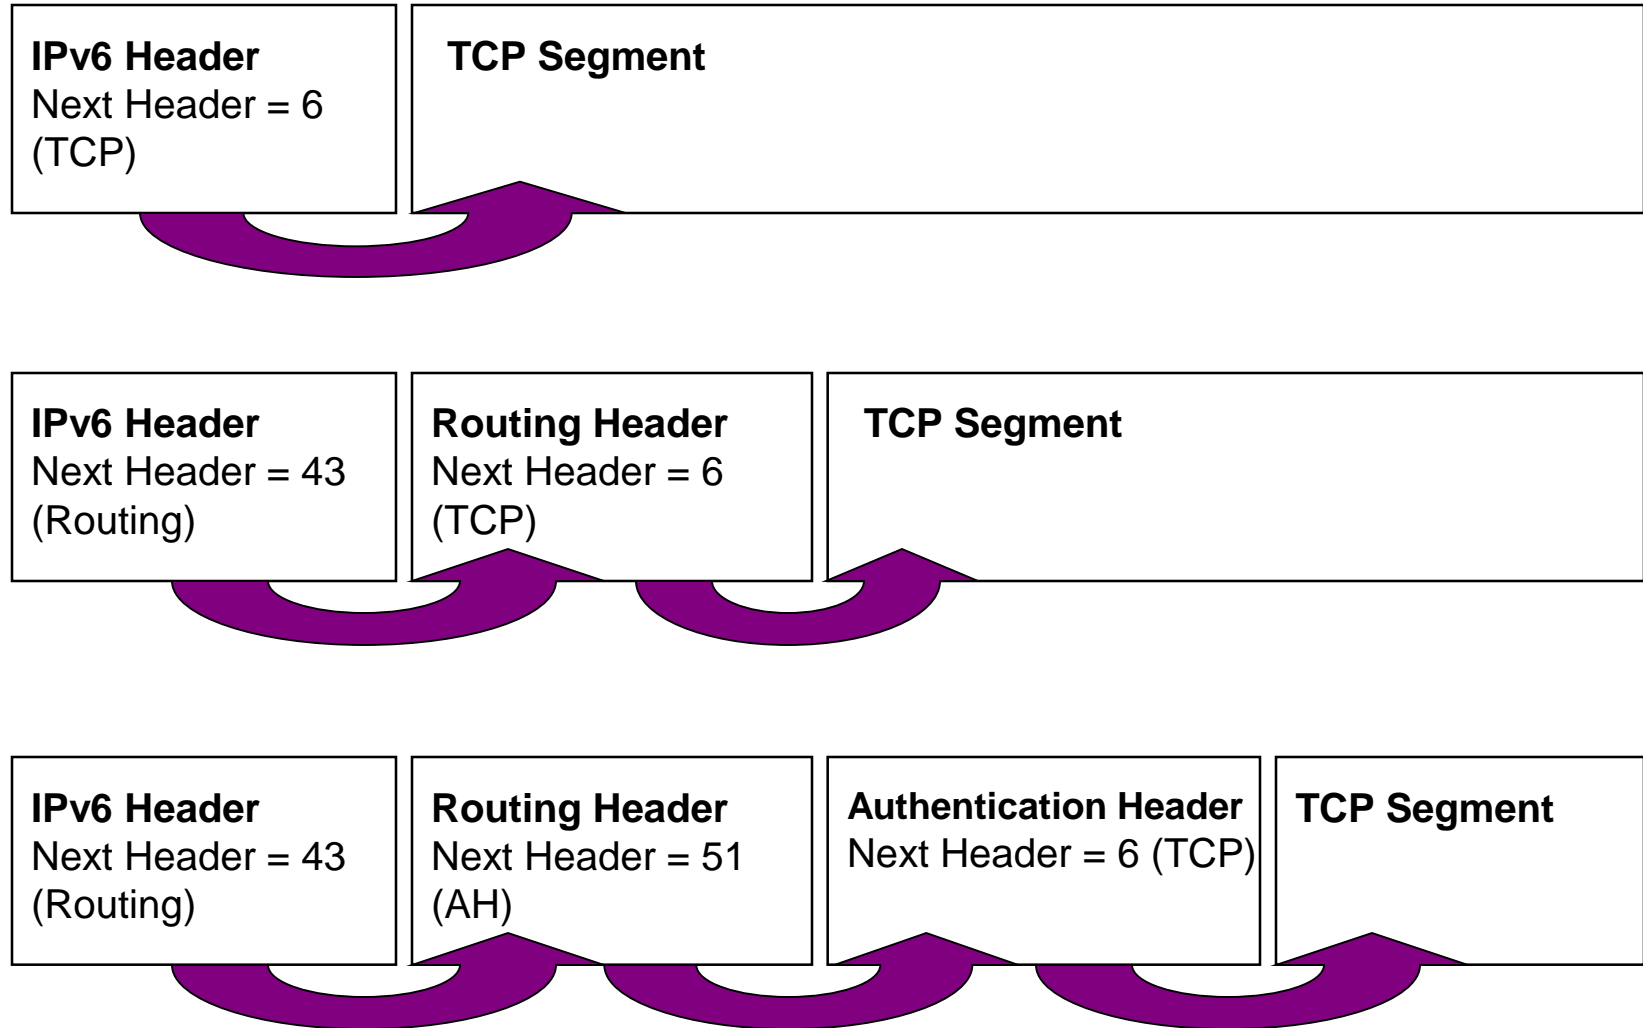 IPv6 Header
Next Header = 6
(TCP)
TCP Segment
IPv6 Header
Next Header = 43
(Routing)
Routing Header
Next Header = 6
(TCP)
TCP Segment
IPv6 Header
Next Header = 43
(Routing)
Routing Header
Next Header = 51
(AH)
Authentication Header
Next Header = 6 (TCP)
TCP Segment